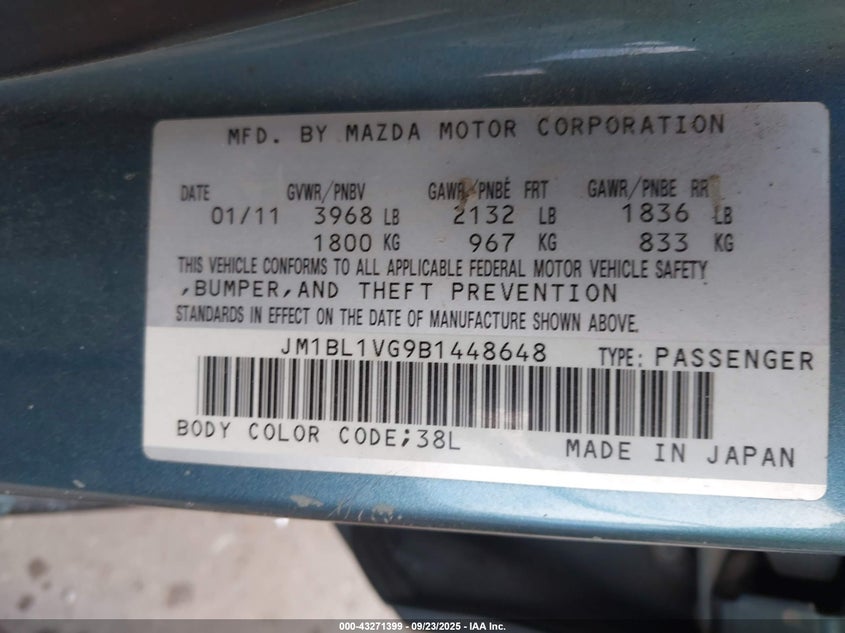 MFD. BY MAZDA MOTOR CORPORATION
DATE GVWR/PNBV GAWR/PNBE FRT GAWR/PNBE RR
01/11 3968 LB 2132 LB 1836 LB
1800 KG 967 KG 833 KG
THIS VEHICLE CONFORMS TO ALL APPLICABLE FEDERAL MOTOR VEHICLE SAFETY
,BUMPER,AND THEFT PREVENTION
STANDARDS IN EFFECT ON THE DATE OF MANUFACTURE SHOWN ABOVE.
JM1BL1VG9B1448648 TYPE: PASSENGER
BODY COLOR CODE;38L
MADE IN JAPAN
000-43271399 - 09/23/2025 - IAA Inc.